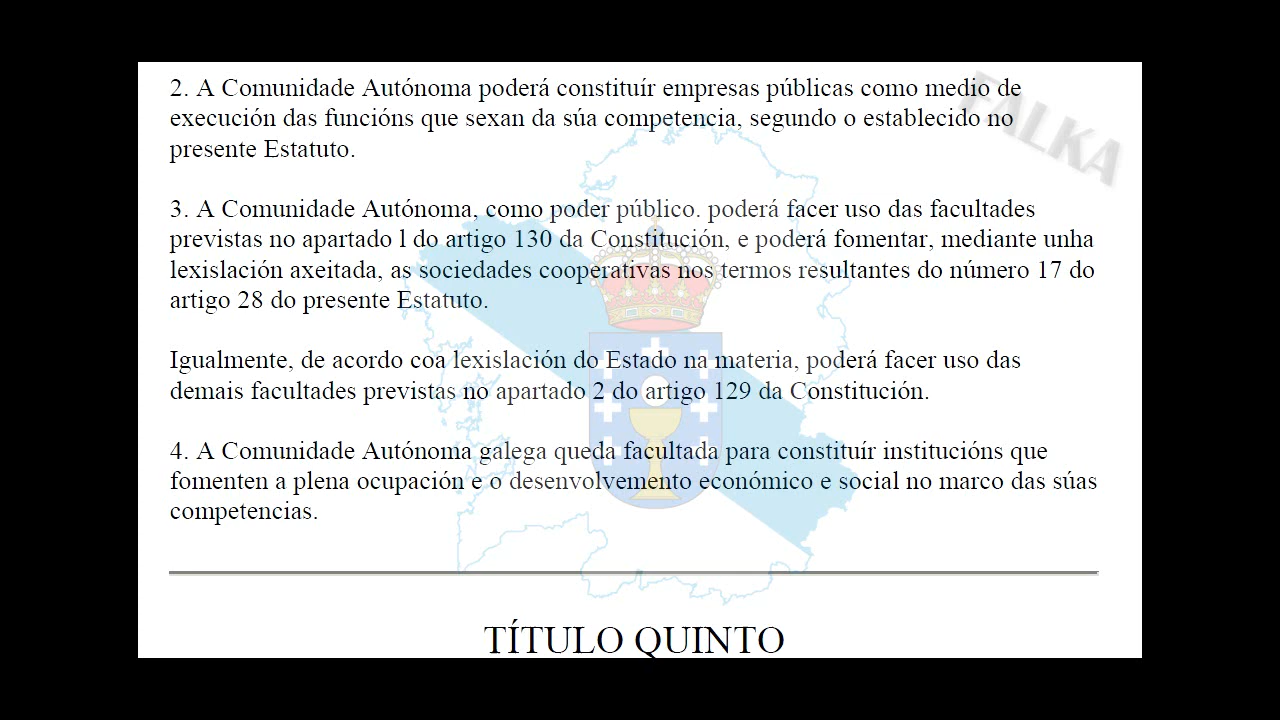 2. A Comunidade Autónoma poderá constituír empresas públicas como medio de
execución das funcións que sexan da súa competencia, segundo o establecido no
presente Estatuto.
3. A Comunidade Autónoma, como poder público. poderá facer uso das facultades
previstas no apartado l do artigo 130 da Constitución, e poderá fomentar, mediante unha
lexislación axeitada, as sociedades cooperativas nos termos resultantes do número 17 do
artigo 28 do presente Estatuto.
Igualmente, de acordo coa lexislación do Estado na materia, poderá facer uso das
demais facultades previstas no apartado 2 do artigo 129 da Constitución.
4. A Comunidade Autónoma galega queda facultada para constituír institucións que
fomenten a plena ocupación e o desenvolvemento económico e social no marco das súas
competencias.
TÍTULO QUINTO
FALKA